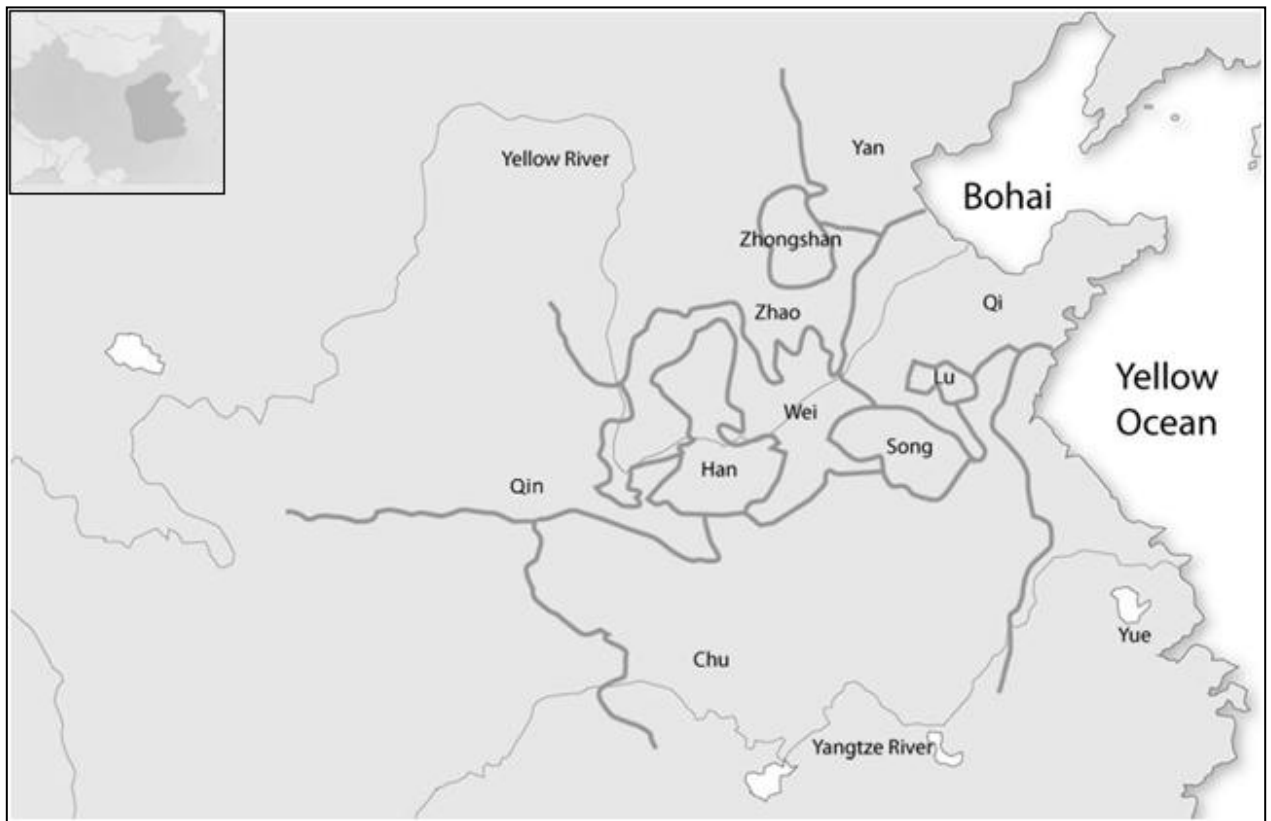 Yellow River
Yan
Bohai
Zhongshan
Zhao
Qi
Lu
Yellow
Ocean
Wei
Song
Han
Qin
Yue
Chu
Yangtze River